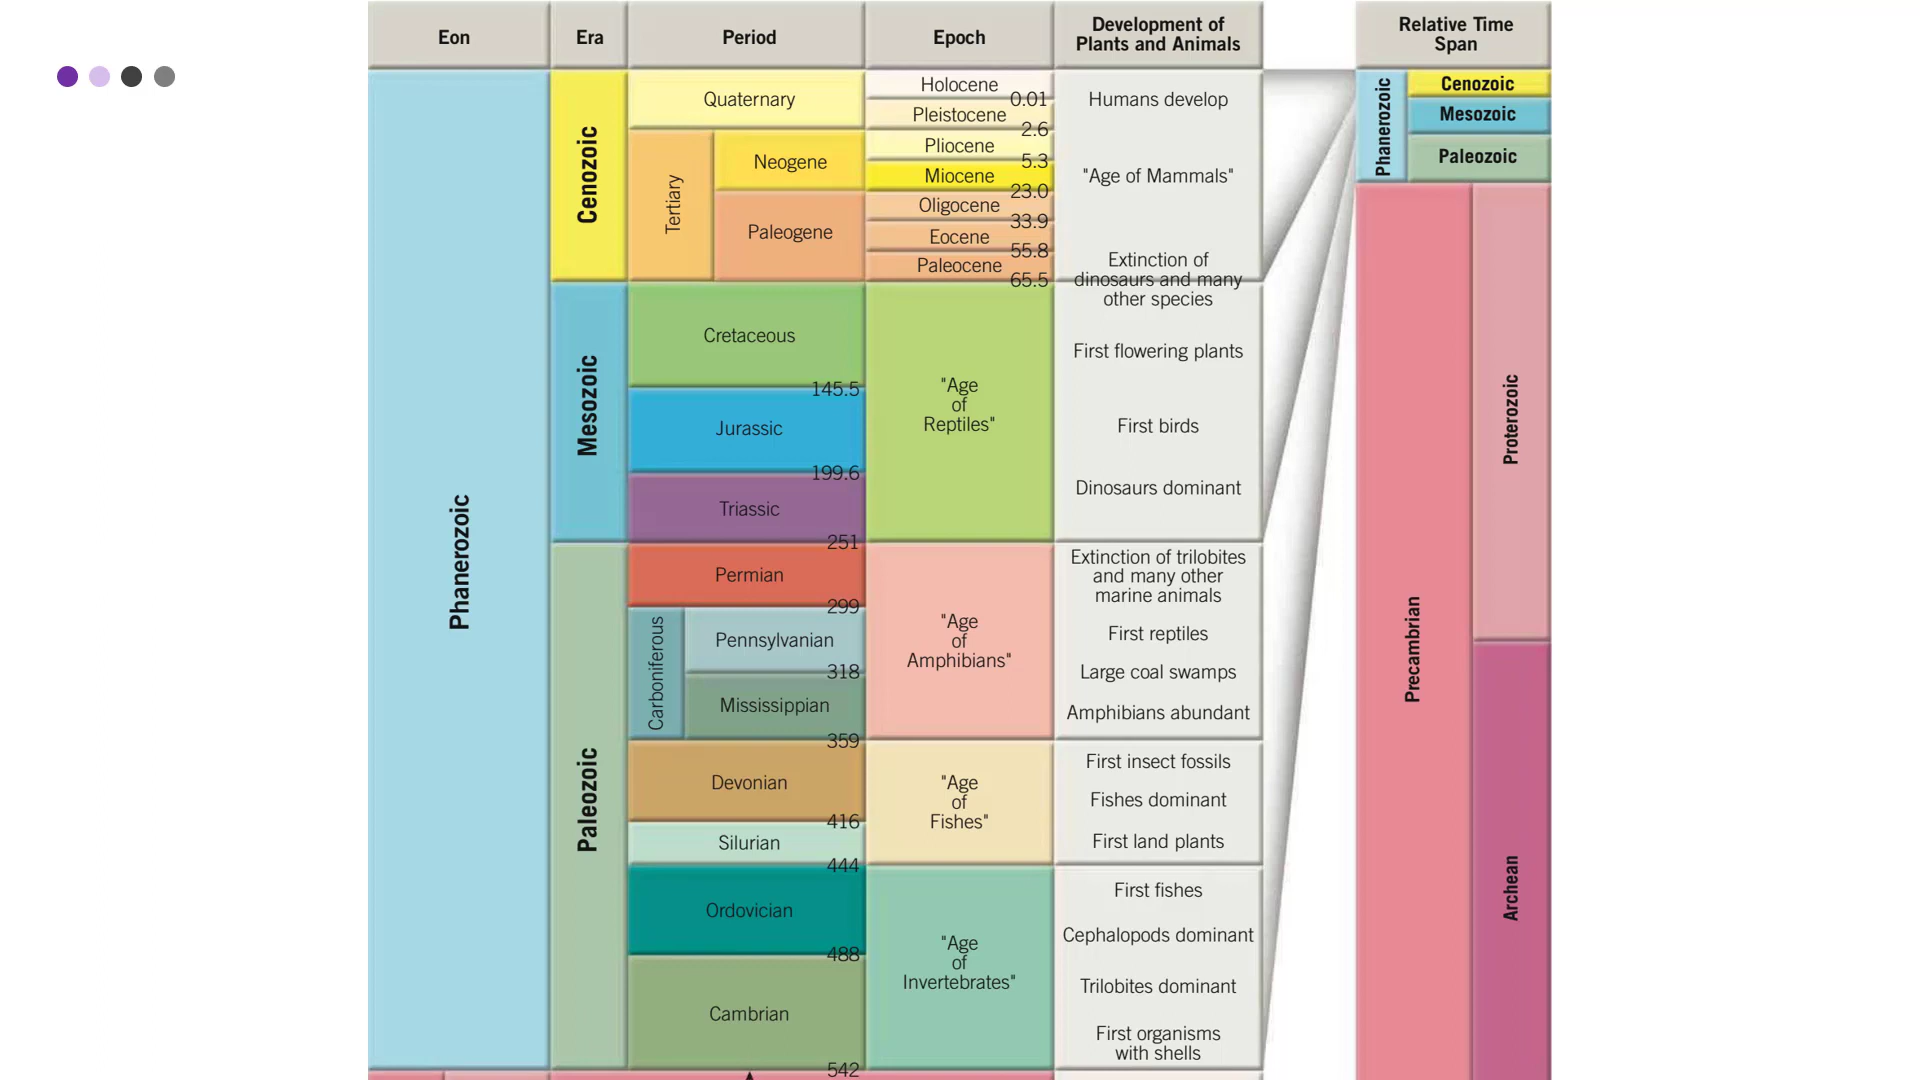 Eon
Era
Period
Epoch
Development of
Plants and Animals
Relative Time
Span
Phanerozoic
Cenozoic
Quaternary
Tertiary
Neogene
Paleogene
Holocene
0.01
Pleistocene
2.6
Pliocene
5.3
Miocene
23.0
Oligocene
33.9
Eocene
55.8
Paleocene
65.5
Humans develop
"Age of Mammals"
Extinction of
dinosaurs and many
other species
Mesozoic
Cretaceous
145.5
Jurassic
199.6
Triassic
251
"Age
of
Reptiles"
First flowering plants
First birds
Dinosaurs dominant
Paleozoic
Permian
299
Carboniferous
Pennsylvanian
318
Mississippian
359
"Age
of
Amphibians"
Extinction of trilobites
and many other
marine animals
First reptiles
Large coal swamps
Amphibians abundant
Devonian
416
Silurian
444
"Age
of
Fishes"
First insect fossils
Fishes dominant
First land plants
Ordovician
488
Cambrian
542
"Age
of
Invertebrates"
First fishes
Cephalopods dominant
Trilobites dominant
First organisms
with shells
Phanerozoic
Cenozoic
Mesozoic
Paleozoic
Precambrian
Proterozoic
Archean